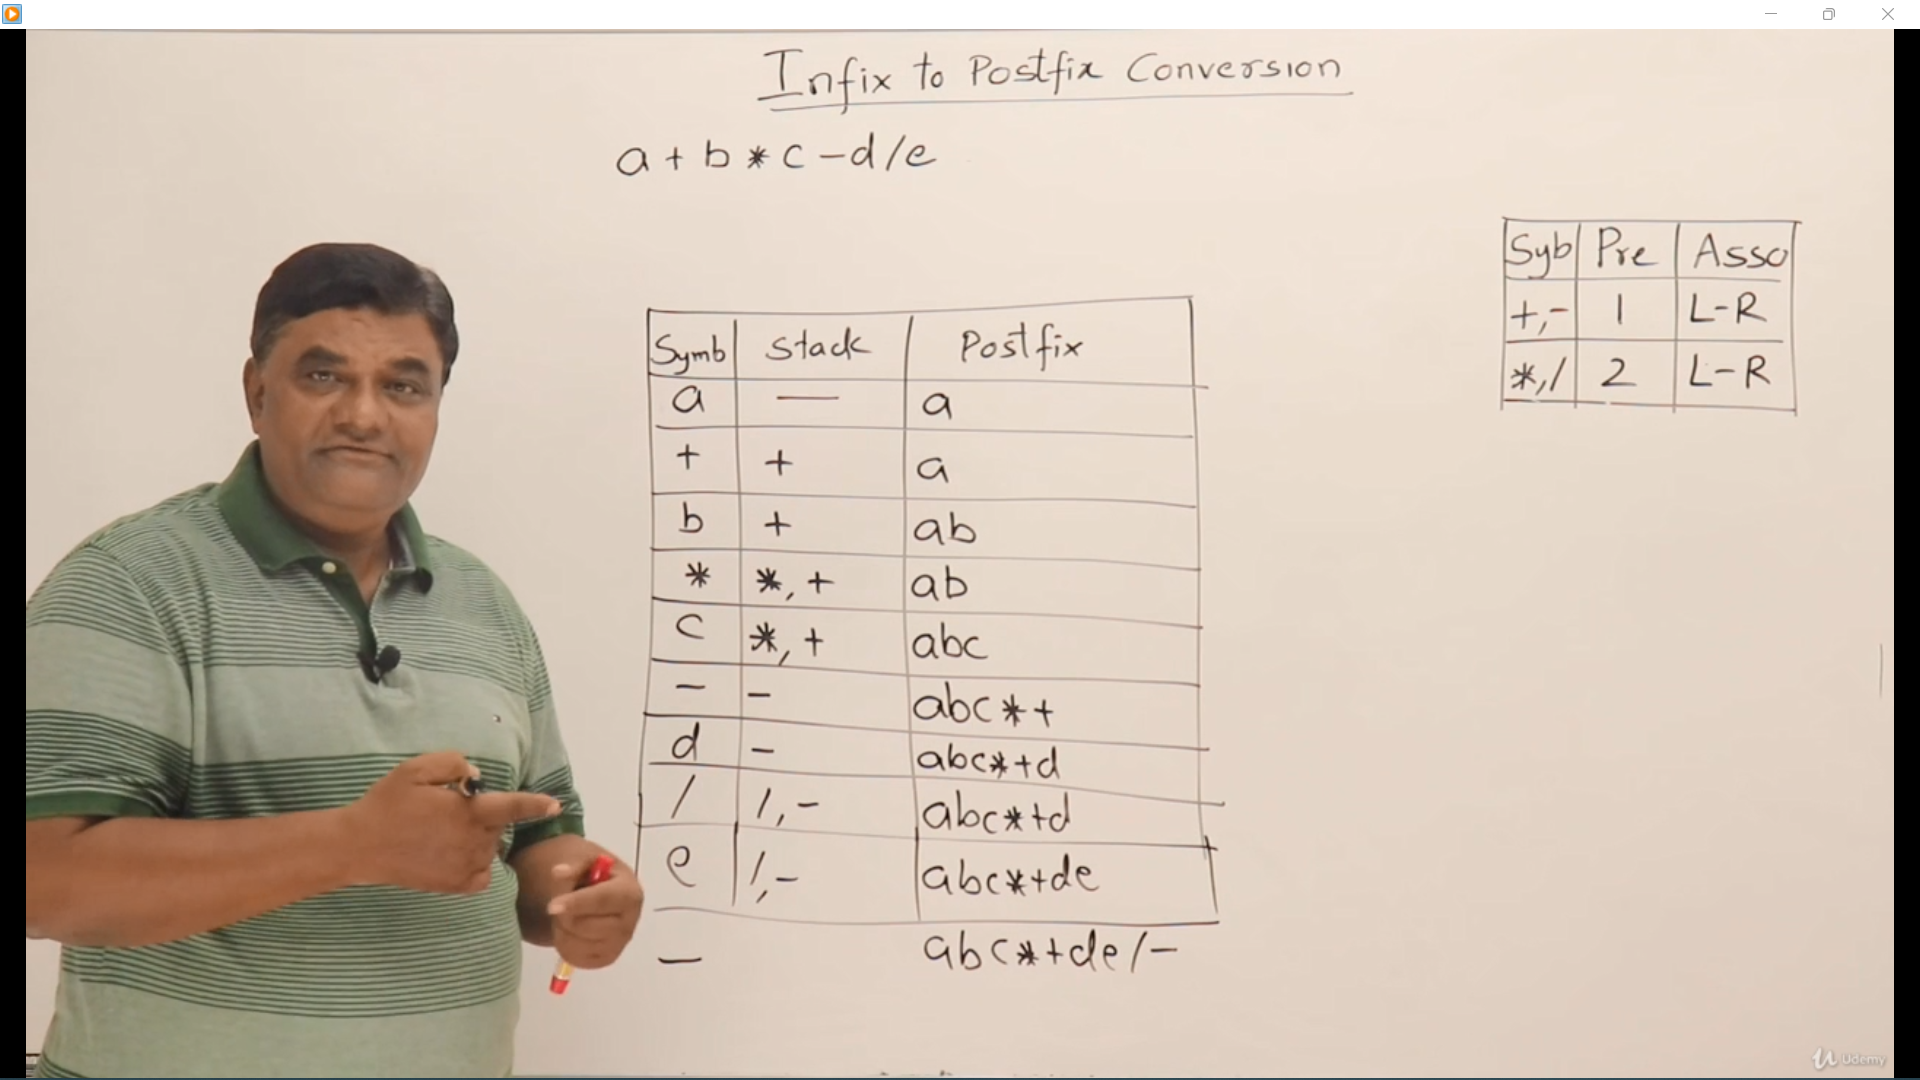 Infix to Postfix Conversion
a + b * c - d / e
Syb Pre Asso
+,- 1 L-R
*,/ 2 L-R
Symb Stack Postfix
a — a
+ + a
b + ab
* *, + ab
c *, + abc
- - abc*+
d - abc*+d
/ /,- abc*+d
e /,- abc*+de
— abc*+de/-
Udemy